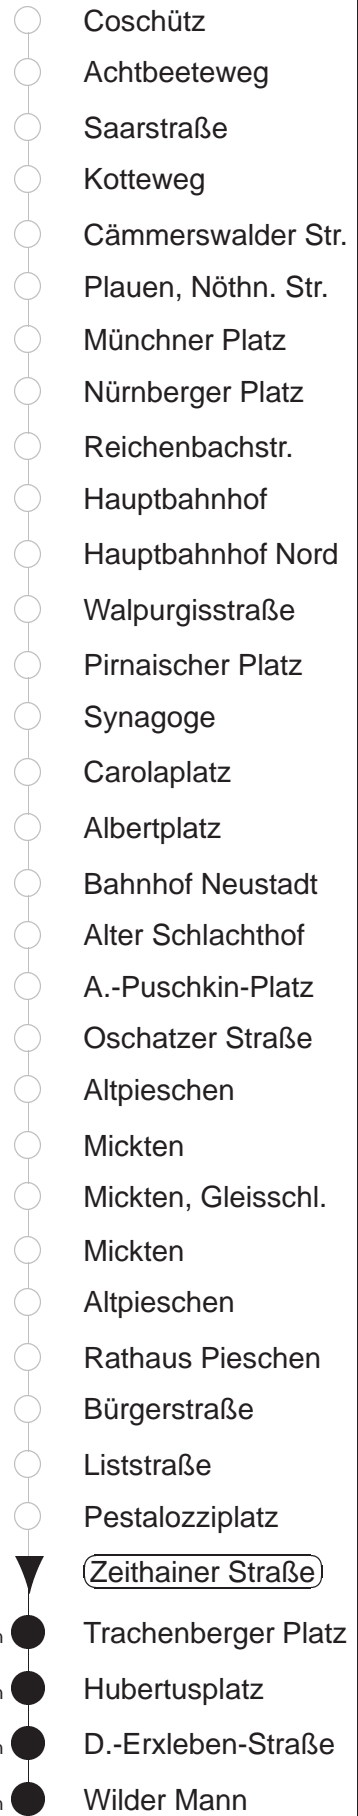 Coschütz
Achtbeeteweg
Saarstraße
Kotteweg
Cämmerswalder Str.
Plauen, Nöthn. Str.
Münchner Platz
Nürnberger Platz
Reichenbachstr.
Hauptbahnhof
Hauptbahnhof Nord
Walpurgisstraße
Pirnaischer Platz
Synagoge
Carolaplatz
Albertplatz
Bahnhof Neustadt
Alter Schlachthof
A.-Puschkin-Platz
Oschatzer Straße
Altpieschen
Mickten
Mickten, Gleisschl.
Mickten
Altpieschen
Rathaus Pieschen
Bürgerstraße
Liststraße
Pestalozziplatz
Zeithainer Straße
Trachenberger Platz
Hubertusplatz
D.-Erxleben-Straße
Wilder Mann